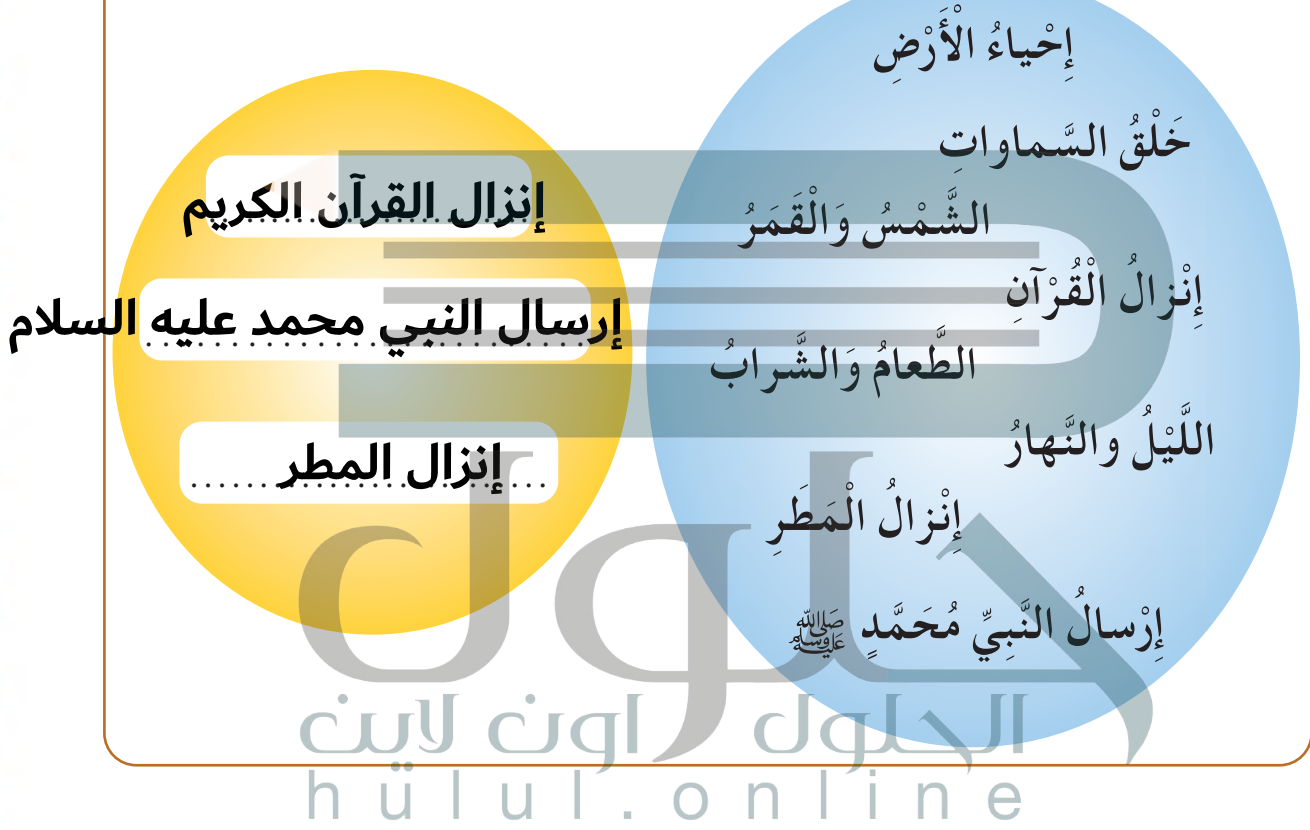 إِحْياءُ الْأَرْضِ
خَلْقُ السَّماواتِ
الشَّمْسُ وَالْقَمَرُ
إِنْزالُ الْقُرْآنِ
الطَّعامُ وَالشَّرابُ
اللَّيْلُ والنَّهارُ
إِنْزالُ الْمَطَرِ
إِرْسالُ النَّبِيِّ مُحَمَّدٍ ﷺ
إنزال القرآن الكريم
إرسال النبي محمد عليه السلام
إنزال المطر
حلول
الحلول اون لاين
hulul.online